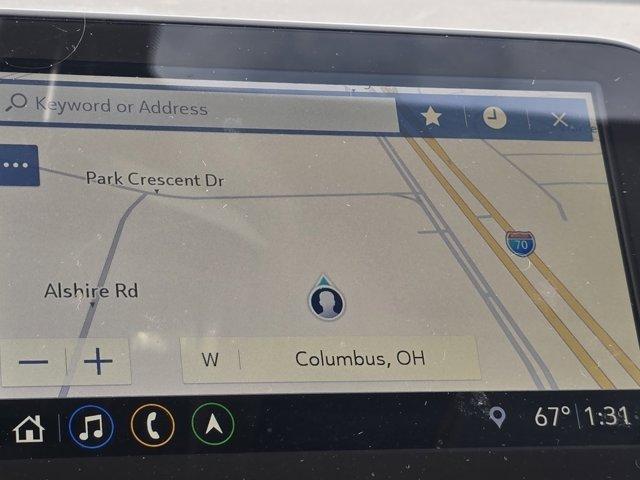 Keyword or Address
Park Crescent Dr
70
Alshire Rd
W Columbus, OH
67° 1:31